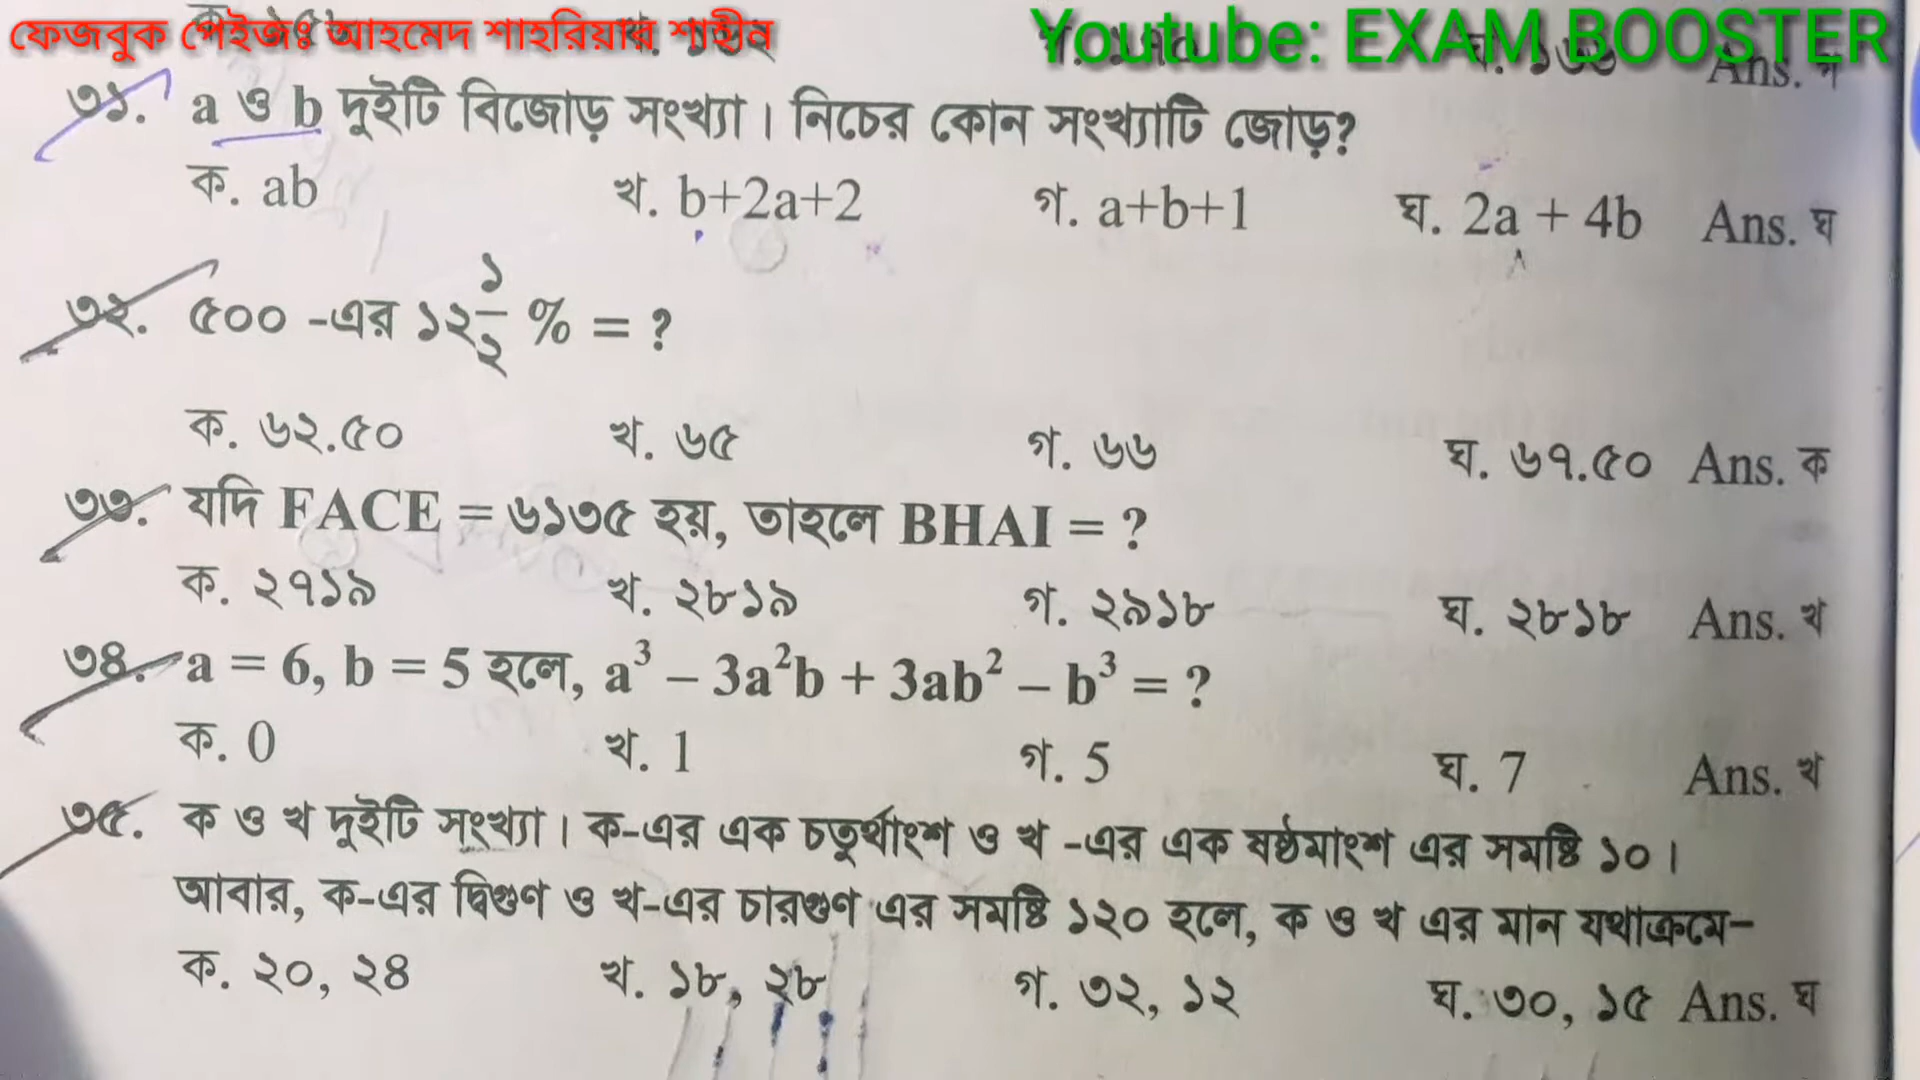 ফেজবুক পেইজঃ আহমেদ শাহরিয়ার শাহীন Youtube: EXAM BOOSTER
ঘ. ১৬৬ Ans. গ
৩১. a ও b দুইটি বিজোড় সংখ্যা। নিচের কোন সংখ্যাটি জোড়?
ক. ab খ. b+2a+2 গ. a+b+1 ঘ. 2a + 4b Ans. ঘ
৩২. ৫০০ -এর ১২ ১/২ % = ?
ক. ৬২.৫০ খ. ৬৫ গ. ৬৬ ঘ. ৬৭.৫০ Ans. ক
৩৩. যদি FACE = ৬১৩৫ হয়, তাহলে BHAI = ?
ক. ২৭১৯ খ. ২৮১৯ গ. ২৯১৮ ঘ. ২৮১৮ Ans. খ
৩৪. a = 6, b = 5 হলে, a³ – 3a²b + 3ab² – b³ = ?
ক. 0 খ. 1 গ. 5 ঘ. 7 Ans. খ
৩৫. ক ও খ দুইটি সংখ্যা। ক-এর এক চতুর্থাংশ ও খ -এর এক ষষ্ঠমাংশ এর সমষ্টি ১০।
আবার, ক-এর দ্বিগুণ ও খ-এর চারগুণ এর সমষ্টি ১২০ হলে, ক ও খ এর মান যথাক্রমে–
ক. ২০, ২৪ খ. ১৮, ২৮ গ. ৩২, ১২ ঘ. ৩০, ১৫ Ans. ঘ